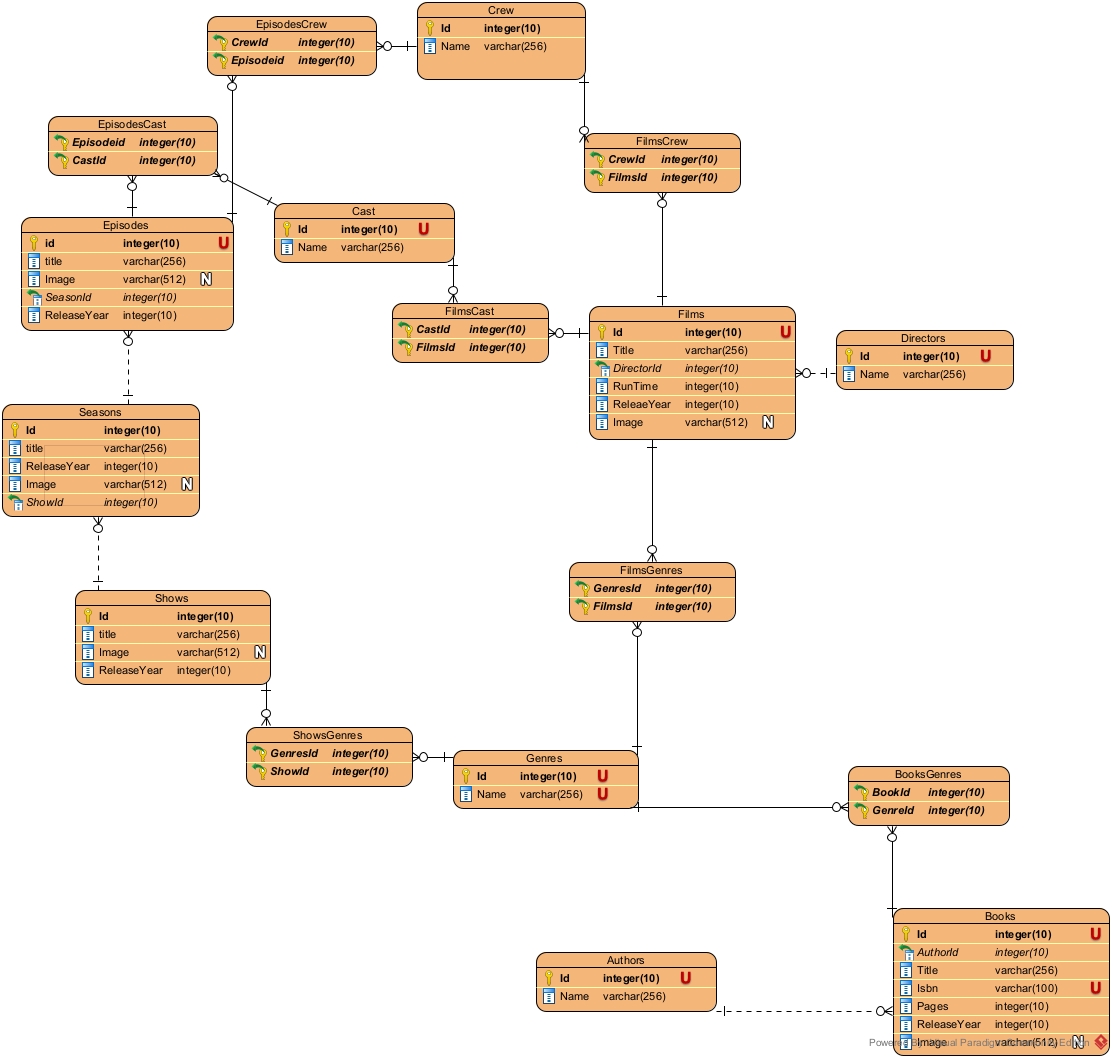 Crew
Id integer(10)
Name varchar(256)
EpisodesCrew
CrewId integer(10)
Episodeid integer(10)
EpisodesCast
Episodeid integer(10)
CastId integer(10)
FilmsCrew
CrewId integer(10)
FilmsId integer(10)
Cast
Id integer(10) U
Name varchar(256)
Episodes
id integer(10) U
title varchar(256)
Image varchar(512) N
SeasonId integer(10)
ReleaseYear integer(10)
FilmsCast
CastId integer(10)
FilmsId integer(10)
Films
Id integer(10) U
Title varchar(256)
DirectorId integer(10)
RunTime integer(10)
ReleaeYear integer(10)
Image varchar(512) N
Directors
Id integer(10) U
Name varchar(256)
Seasons
Id integer(10)
title varchar(256)
ReleaseYear integer(10)
Image varchar(512) N
ShowId integer(10)
FilmsGenres
GenresId integer(10)
FilmsId integer(10)
Shows
Id integer(10)
title varchar(256)
Image varchar(512) N
ReleaseYear integer(10)
ShowsGenres
GenresId integer(10)
ShowId integer(10)
Genres
Id integer(10) U
Name varchar(256) U
BooksGenres
BookId integer(10)
GenreId integer(10)
Books
Id integer(10) U
AuthorId integer(10)
Title varchar(256)
Isbn varchar(100) U
Pages integer(10)
ReleaseYear integer(10)
Image varchar(512) N
Authors
Id integer(10) U
Name varchar(256)